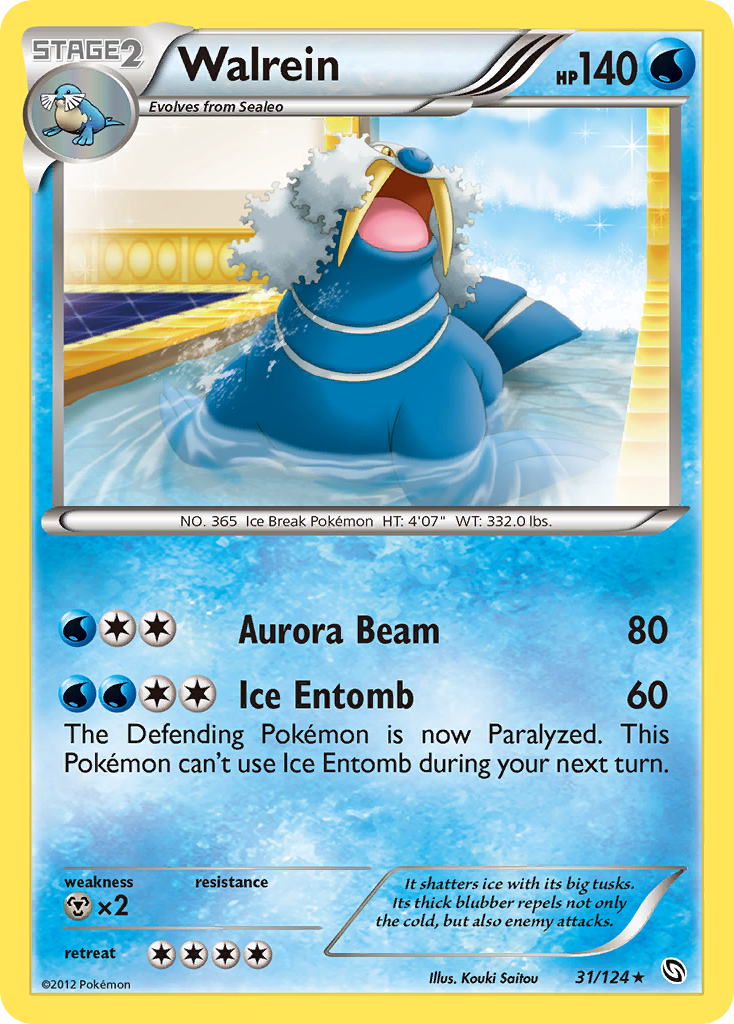 STAGE2
Walrein
HP140
Evolves from Sealeo
NO. 365 Ice Break Pokémon HT: 4'07" WT: 332.0 lbs.
Aurora Beam 80
Ice Entomb 60
The Defending Pokémon is now Paralyzed. This
Pokémon can't use Ice Entomb during your next turn.
weakness resistance
×2
retreat
It shatters ice with its big tusks.
Its thick blubber repels not only
the cold, but also enemy attacks.
©2012 Pokémon
Illus. Kouki Saitou
31/124★